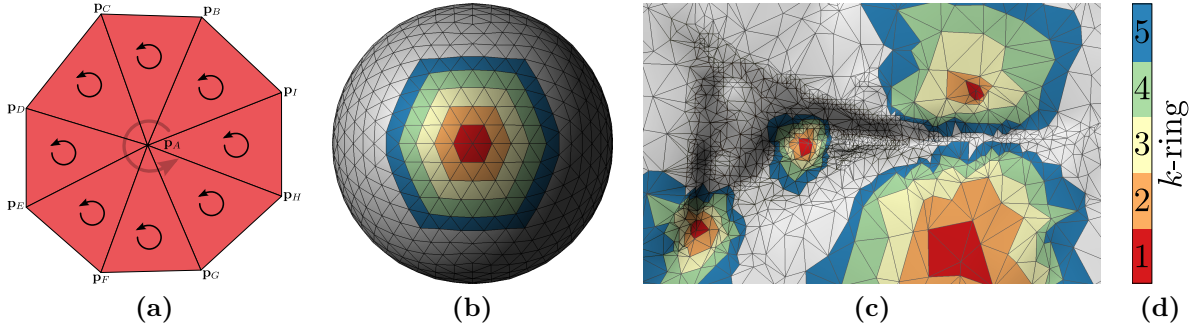 p_C
p_B
p_D
p_I
p_A
p_E
p_H
p_F
p_G
5
4
3
2
1
k-ring
(a)
(b)
(c)
(d)